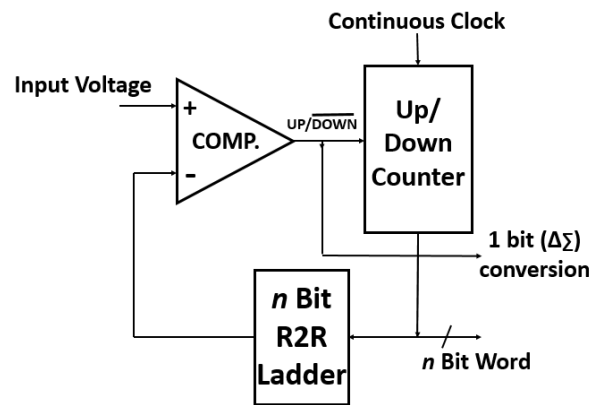 Continuous Clock
Input Voltage
+
COMP.
-
UP/DOWN
Up/
Down
Counter
1 bit (ΔΣ)
conversion
n Bit
R2R
Ladder
n Bit Word